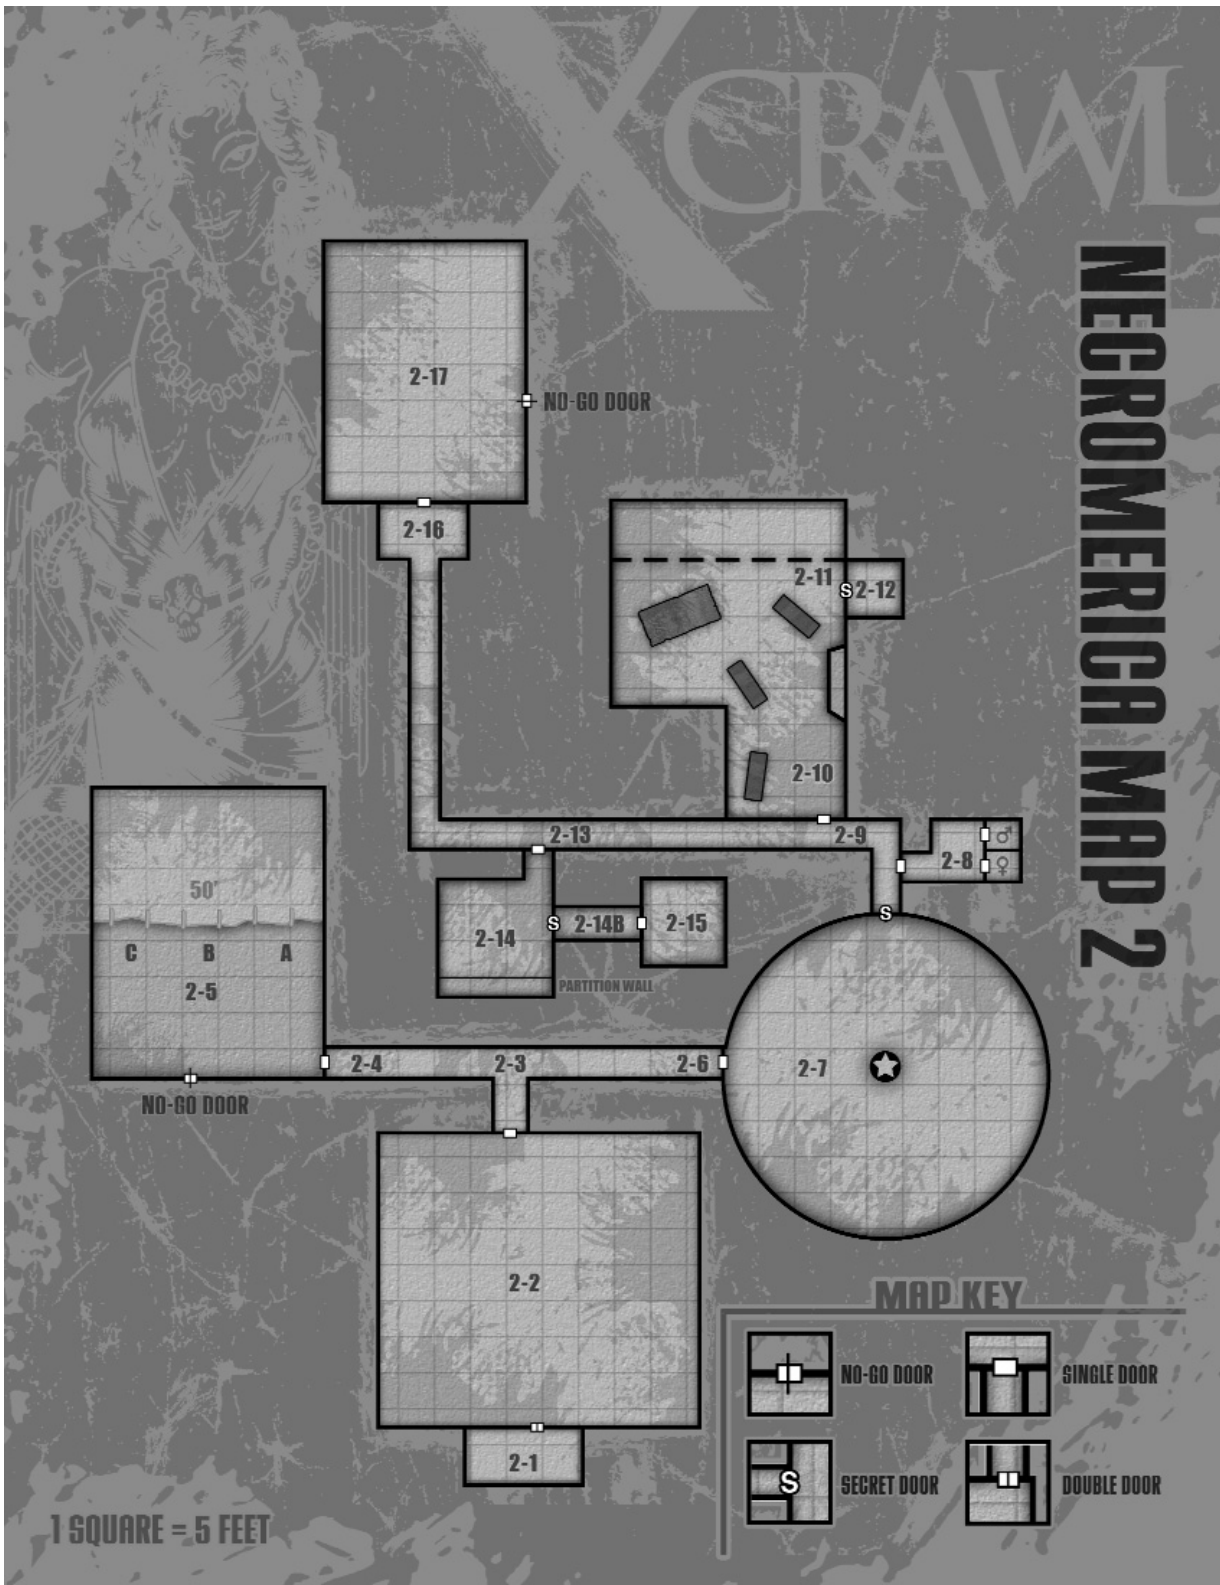 XCRAWL
NECROMERICA MAP 2
2-17
NO-GO DOOR
2-16
2-11
S
2-12
2-10
2-13
2-9
2-8
♂
♀
50'
C
B
A
2-5
2-14
S
2-14B
2-15
PARTITION WALL
S
2-4
2-3
2-6
2-7
NO-GO DOOR
2-2
2-1
MAP KEY
NO-GO DOOR
SINGLE DOOR
S
SECRET DOOR
DOUBLE DOOR
1 SQUARE = 5 FEET